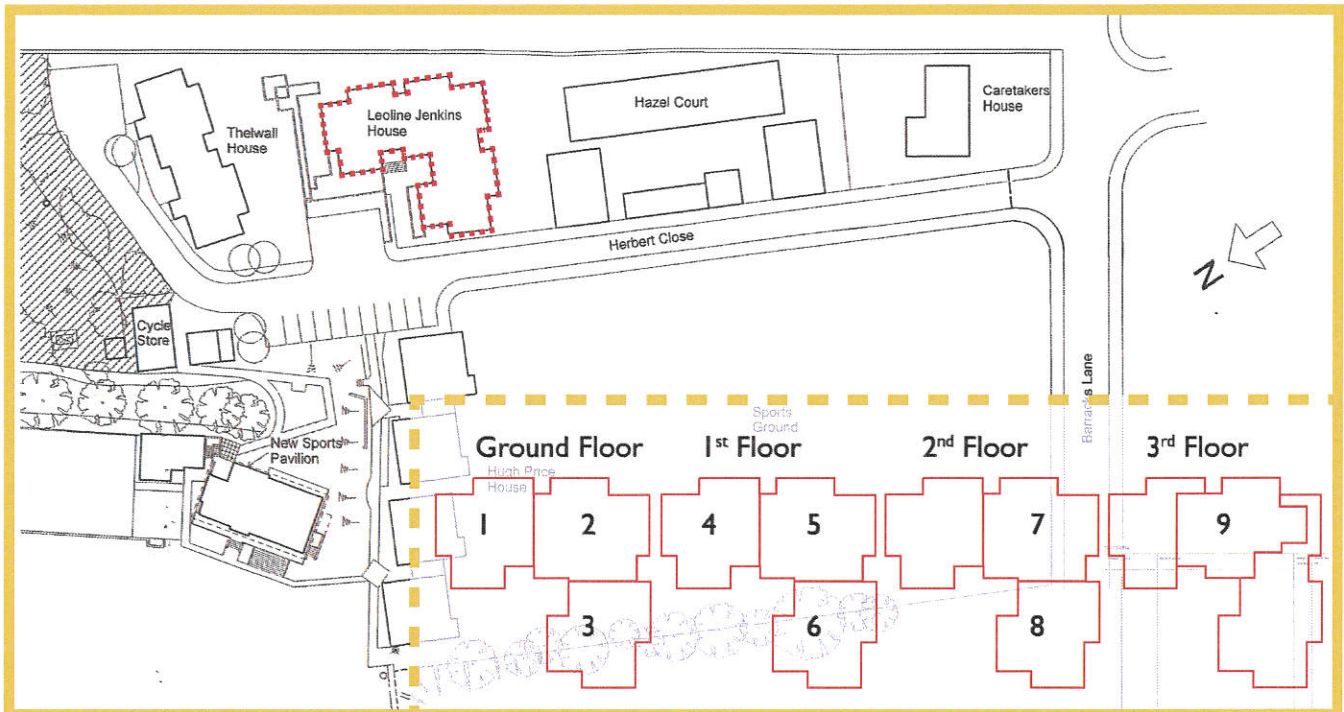 Thelwall
House
Leoline Jenkins
House
Hazel Court
Caretakers
House
Herbert Close
N
Cycle
Store
New Sports
Pavilion
Barracks Lane
Sports
Ground
Hugh Price
House
Ground Floor
1st Floor
2nd Floor
3rd Floor
1
2
4
5
7
9
3
6
8